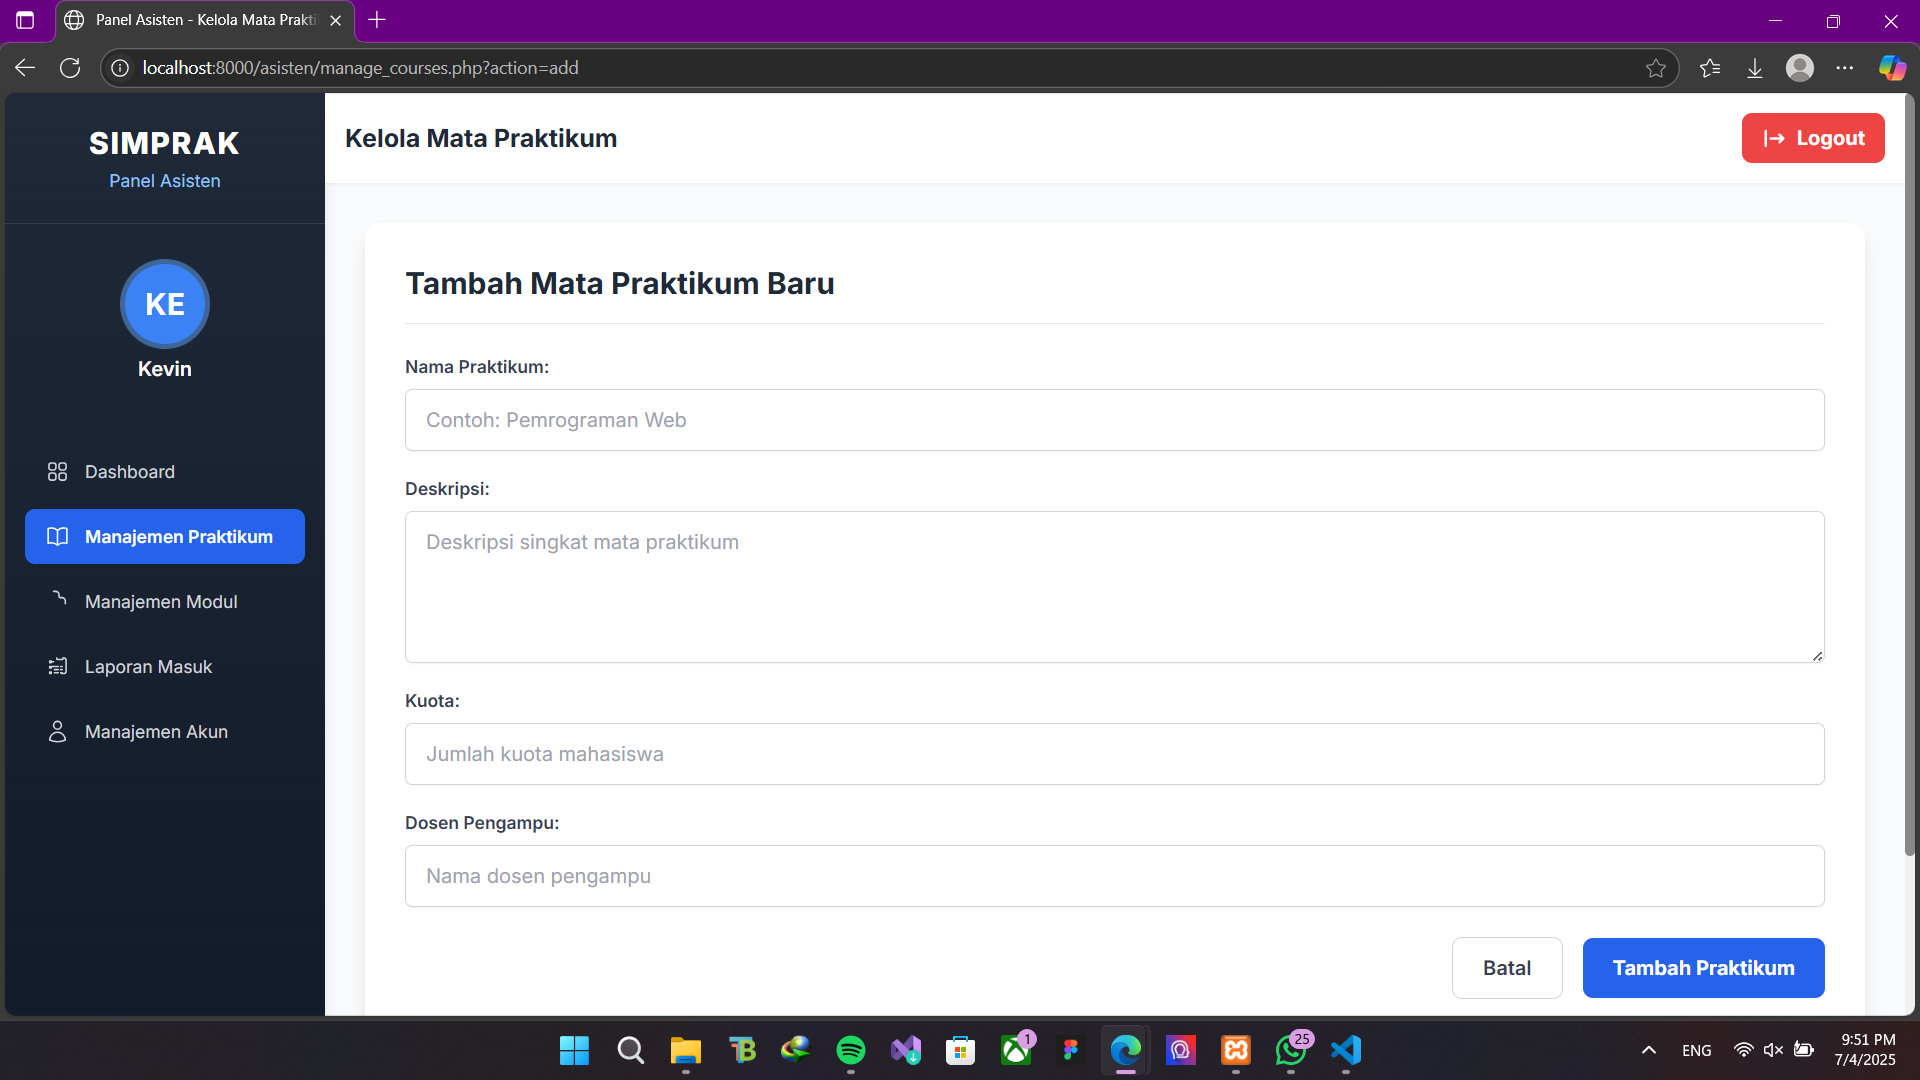 Panel Asisten - Kelola Mata Prakti
localhost:8000/asisten/manage_courses.php?action=add
SIMPRAK
Panel Asisten
KE
Kevin
Dashboard
Manajemen Praktikum
Manajemen Modul
Laporan Masuk
Manajemen Akun
Kelola Mata Praktikum
Logout
Tambah Mata Praktikum Baru
Nama Praktikum:
Contoh: Pemrograman Web
Deskripsi:
Deskripsi singkat mata praktikum
Kuota:
Jumlah kuota mahasiswa
Dosen Pengampu:
Nama dosen pengampu
Batal
Tambah Praktikum
TB
1
25
ENG
9:51 PM
7/4/2025